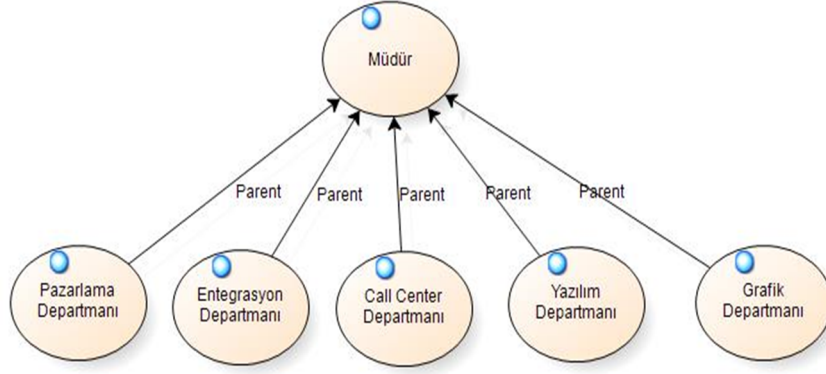 Müdür
Parent
Parent
Parent
Parent
Parent
Pazarlama
Departmanı
Entegrasyon
Departmanı
Call Center
Departmanı
Yazılım
Departmanı
Grafik
Departmanı